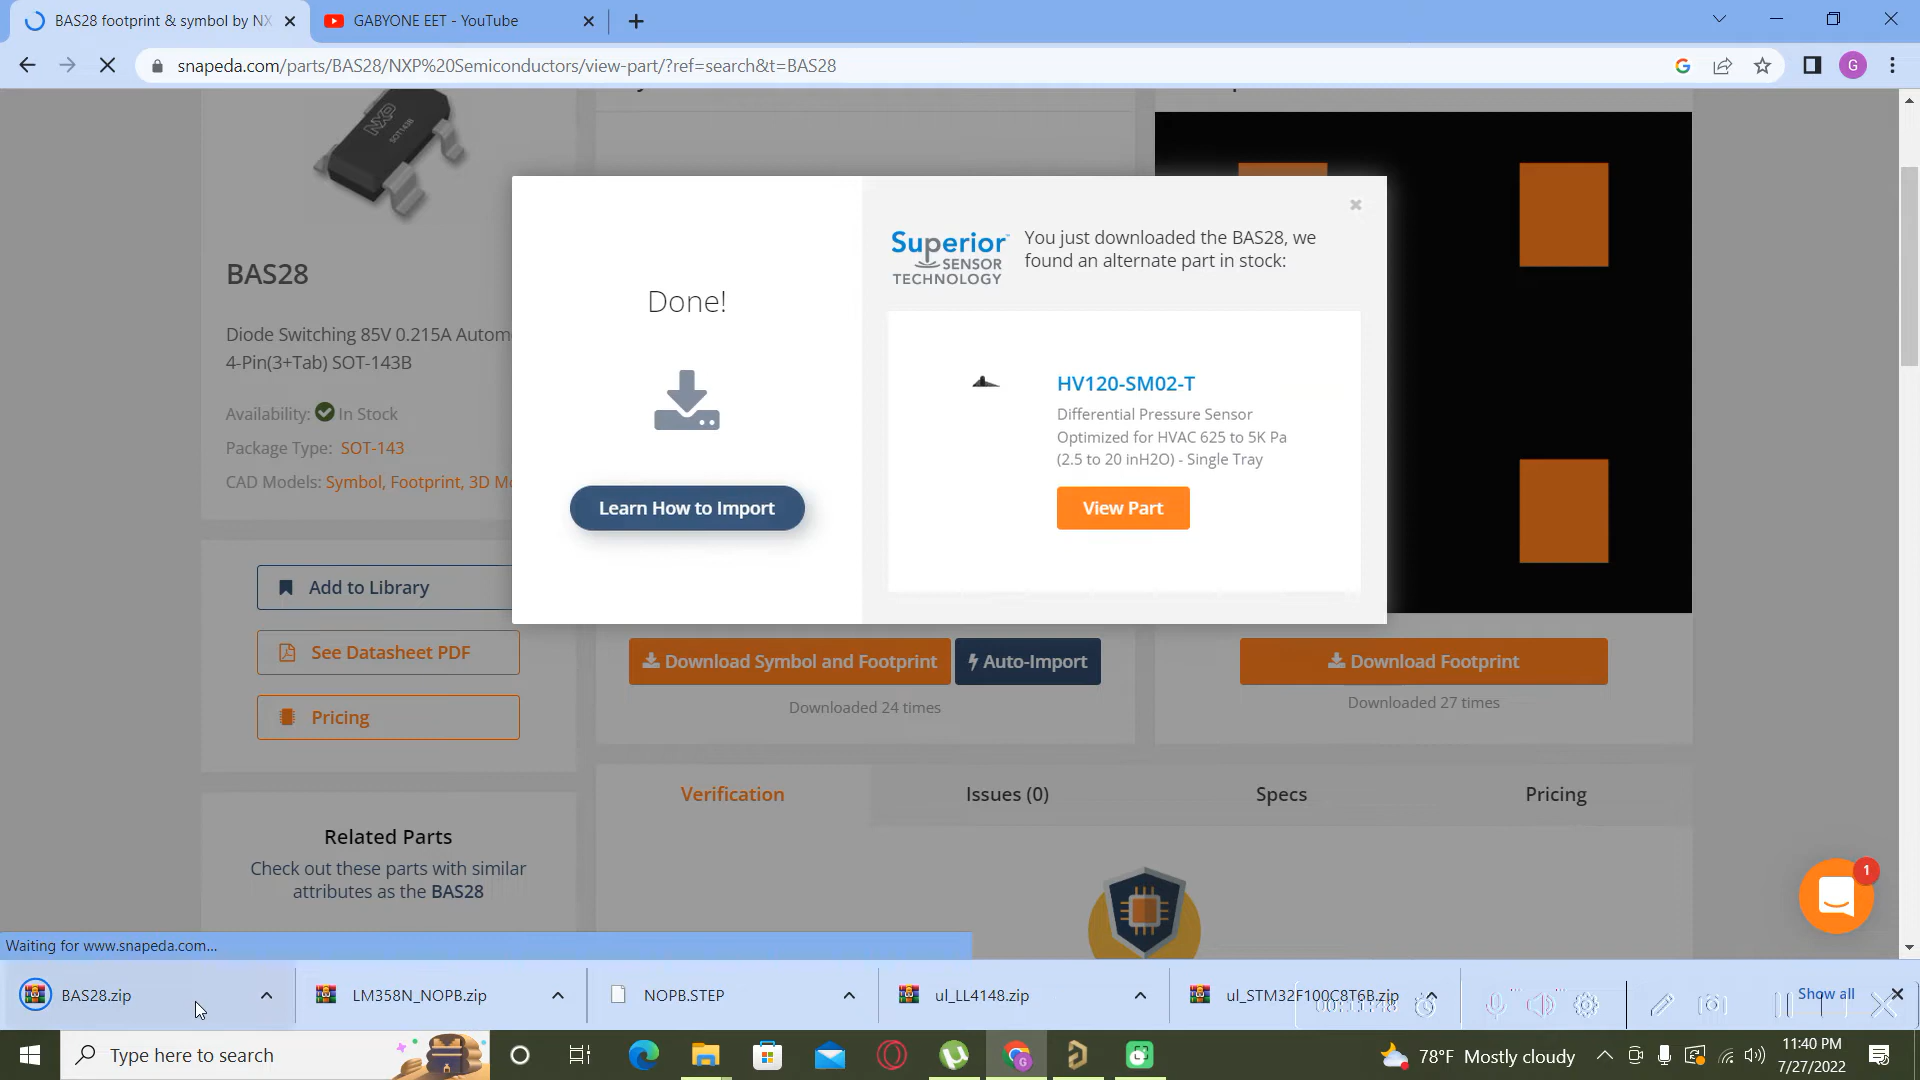 BAS28 footprint & symbol by NX
GABYONE EET - YouTube
snapeda.com/parts/BAS28/NXP%20Semiconductors/view-part/?ref=search&t=BAS28
G
NXP
SOT143B
BAS28
Diode Switching 85V 0.215A Autom
4-Pin(3+Tab) SOT-143B
Availability: In Stock
Package Type: SOT-143
CAD Models: Symbol, Footprint, 3D Mo
Add to Library
See Datasheet PDF
Pricing
Related Parts
Check out these parts with similar
attributes as the BAS28
Done!
Learn How to Import
Superior
SENSOR
TECHNOLOGY
You just downloaded the BAS28, we
found an alternate part in stock:
HV120-SM02-T
Differential Pressure Sensor
Optimized for HVAC 625 to 5K Pa
(2.5 to 20 inH2O) - Single Tray
View Part
Download Symbol and Footprint
Auto-Import
Downloaded 24 times
Download Footprint
Downloaded 27 times
Verification
Issues (0)
Specs
Pricing
1
Waiting for www.snapeda.com...
BAS28.zip
LM358N_NOPB.zip
NOPB.STEP
ul_LL4148.zip
ul_STM32F100C8T6B.zip
Show all
Type here to search
78°F Mostly cloudy
11:40 PM
7/27/2022